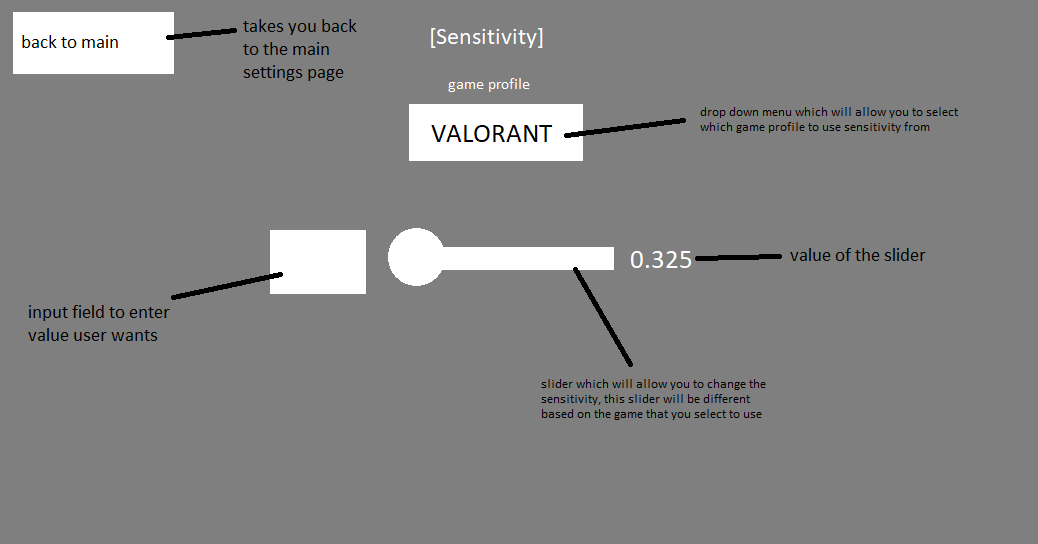 back to main
takes you back
to the main
settings page
[Sensitivity]
game profile
VALORANT
drop down menu which will allow you to select
which game profile to use sensitivity from
0.325
value of the slider
input field to enter
value user wants
slider which will allow you to change the
sensitivity, this slider will be different
based on the game that you select to use